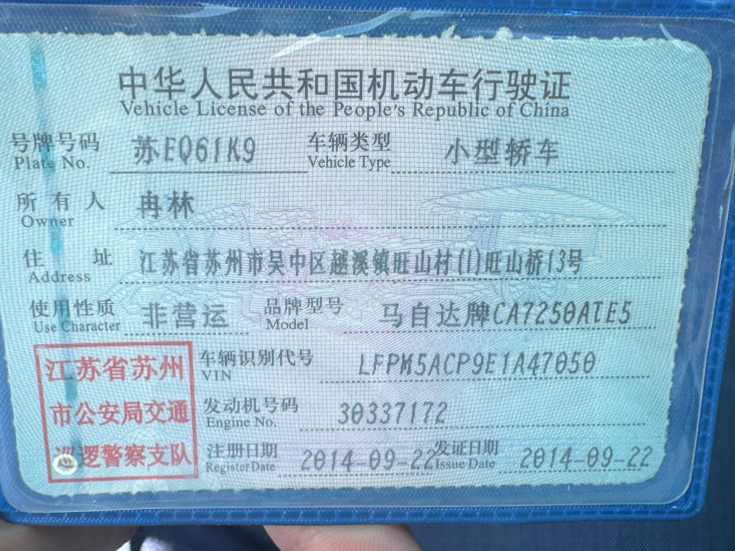 中华人民共和国机动车行驶证
Vehicle License of the People's Republic of China
号牌号码 苏EQ61K9 车辆类型 小型轿车
Plate No. Vehicle Type
所有人 冉林
Owner
住址 江苏省苏州市吴中区越溪镇旺山村(1)旺山桥13号
Address
使用性质 非营运 品牌型号 马自达牌CA7250ATE5
Use Character Model
江苏省苏州 车辆识别代号 LFPM5ACP9E1A47050
VIN
市公安局交通 发动机号码 30337172
Engine No.
巡逻警察支队 注册日期 2014-09-22 发证日期 2014-09-22
Register Date Issue Date